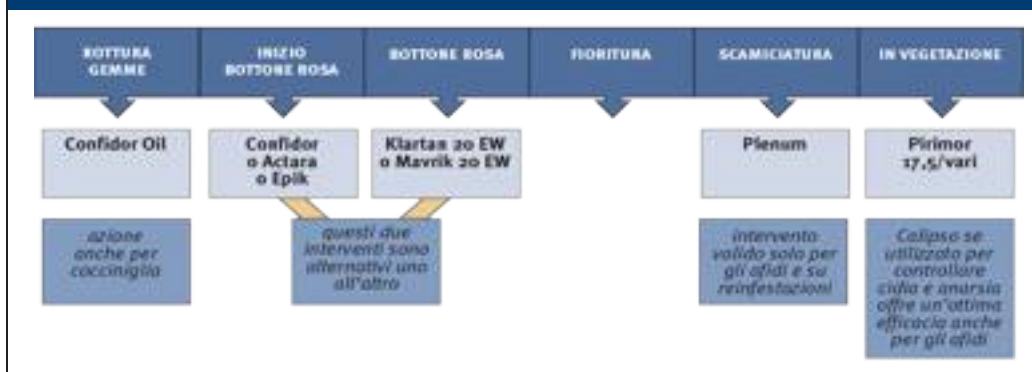 ROTTURA
GEMME
INIZIO
BOTTONE ROSA
BOTTONE ROSA
FIORITURA
SCAMICIATURA
IN VEGETAZIONE
Confidor Oil
Confidor
o Actara
o Epik
Klartan 20 EW
o Mavrik 20 EW
Plenum
Pirimor
17,5/vari
azione
anche per
cocciniglia
questi due
interventi sono
alternativi uno
all'altro
intervento
valido solo per
gli afidi e su
reinfestazioni
Calipso se
utilizzato per
controllare
cidia e anarsia
offre un'ottima
efficacia anche
per gli afidi